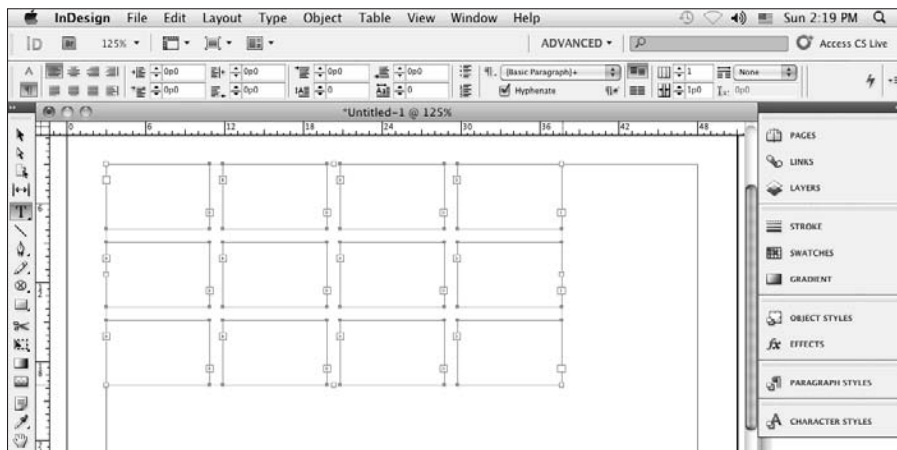 InDesign File Edit Layout Type Object Table View Window Help Sun 2:19 PM
ID Br 125% ADVANCED Access CS Live
A 0p0 0p0 0p0 0p0 (Basic Paragraph)+ 1 None
¶ 0p0 0p0 0 0 Hyphenate 1p0 0p0
*Untitled-1 @ 125%
0 6 12 18 24 30 36 42 48
PAGES
LINKS
LAYERS
STROKE
SWATCHES
GRADIENT
OBJECT STYLES
fx EFFECTS
PARAGRAPH STYLES
CHARACTER STYLES